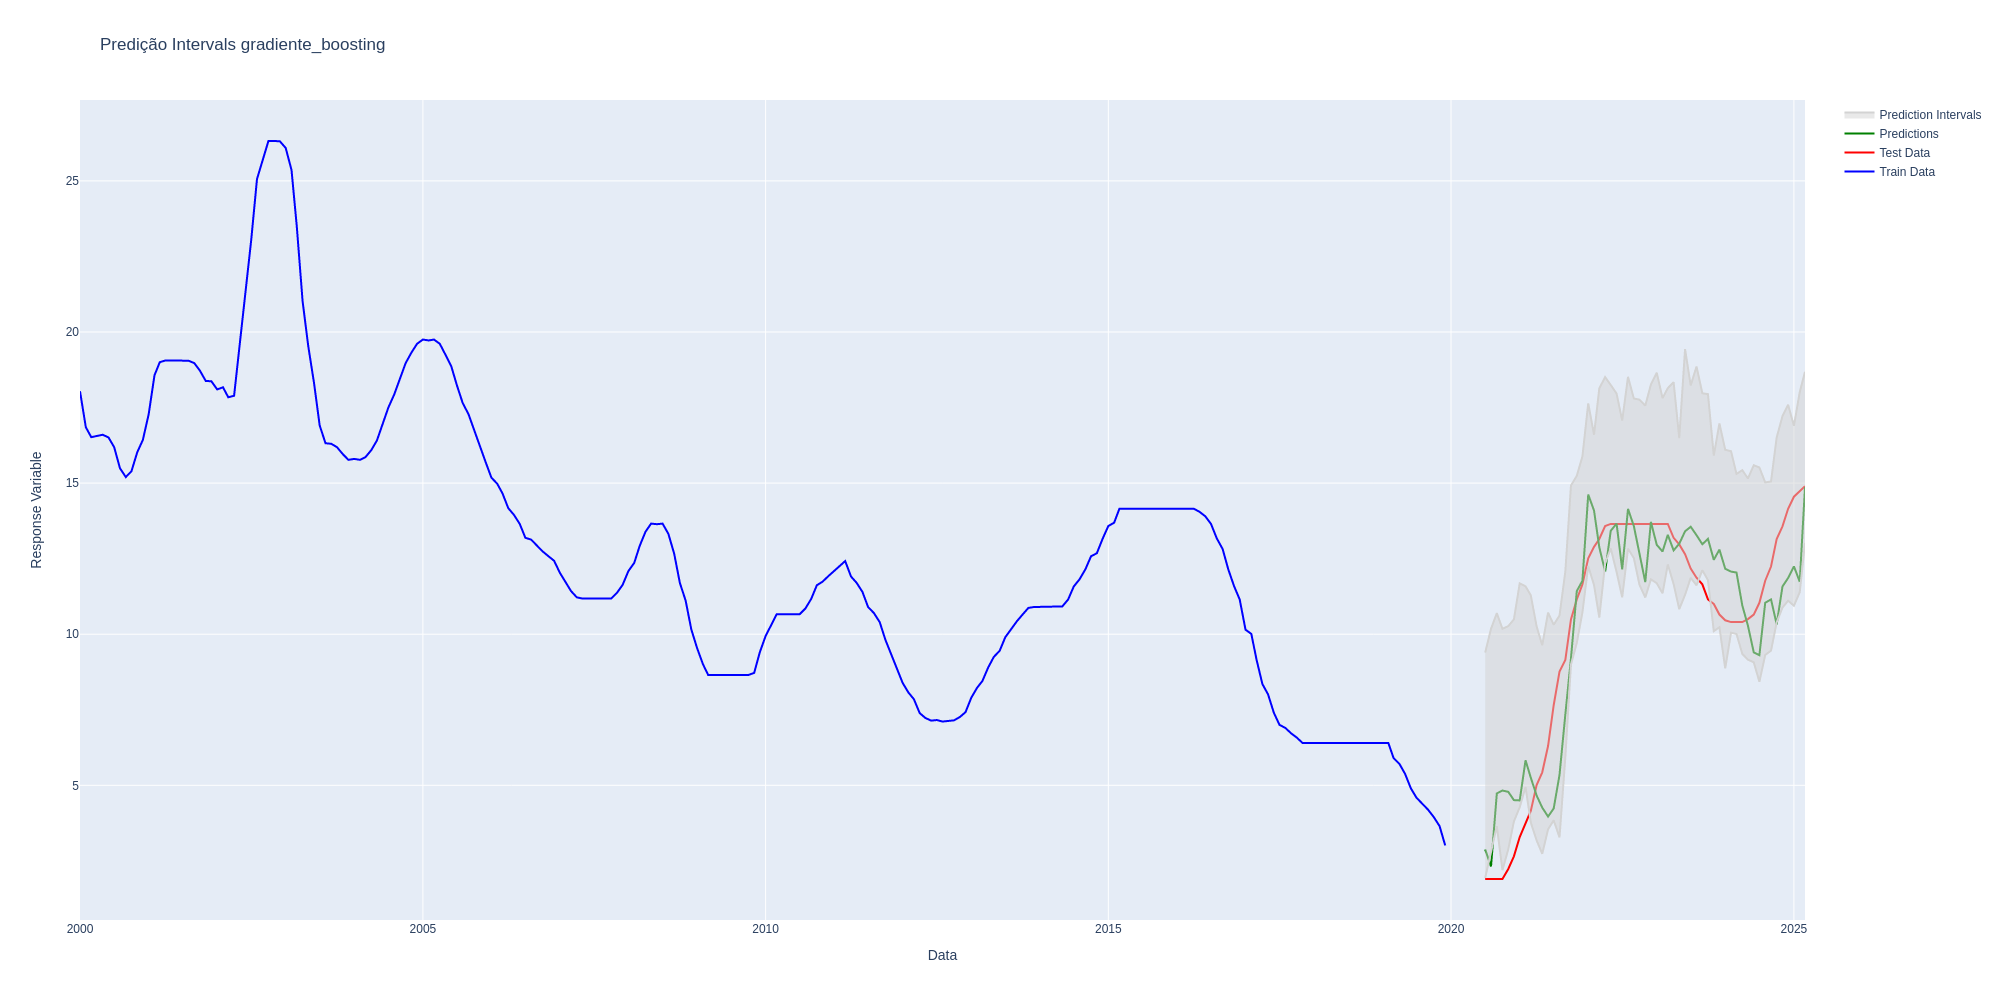 Predição Intervals gradiente_boosting
Prediction Intervals
Predictions
Test Data
Train Data
Response Variable
25
20
15
10
5
2000
2005
2010
2015
2020
2025
Data